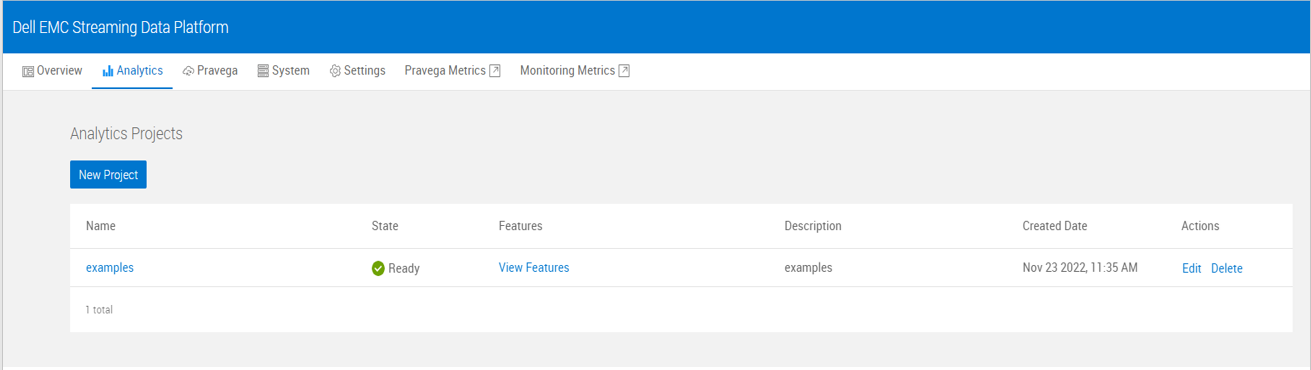 Dell EMC Streaming Data Platform
Overview Analytics Pravega System Settings Pravega Metrics Monitoring Metrics
Analytics Projects
New Project
Name State Features Description Created Date Actions
examples Ready View Features examples Nov 23 2022, 11:35 AM Edit Delete
1 total